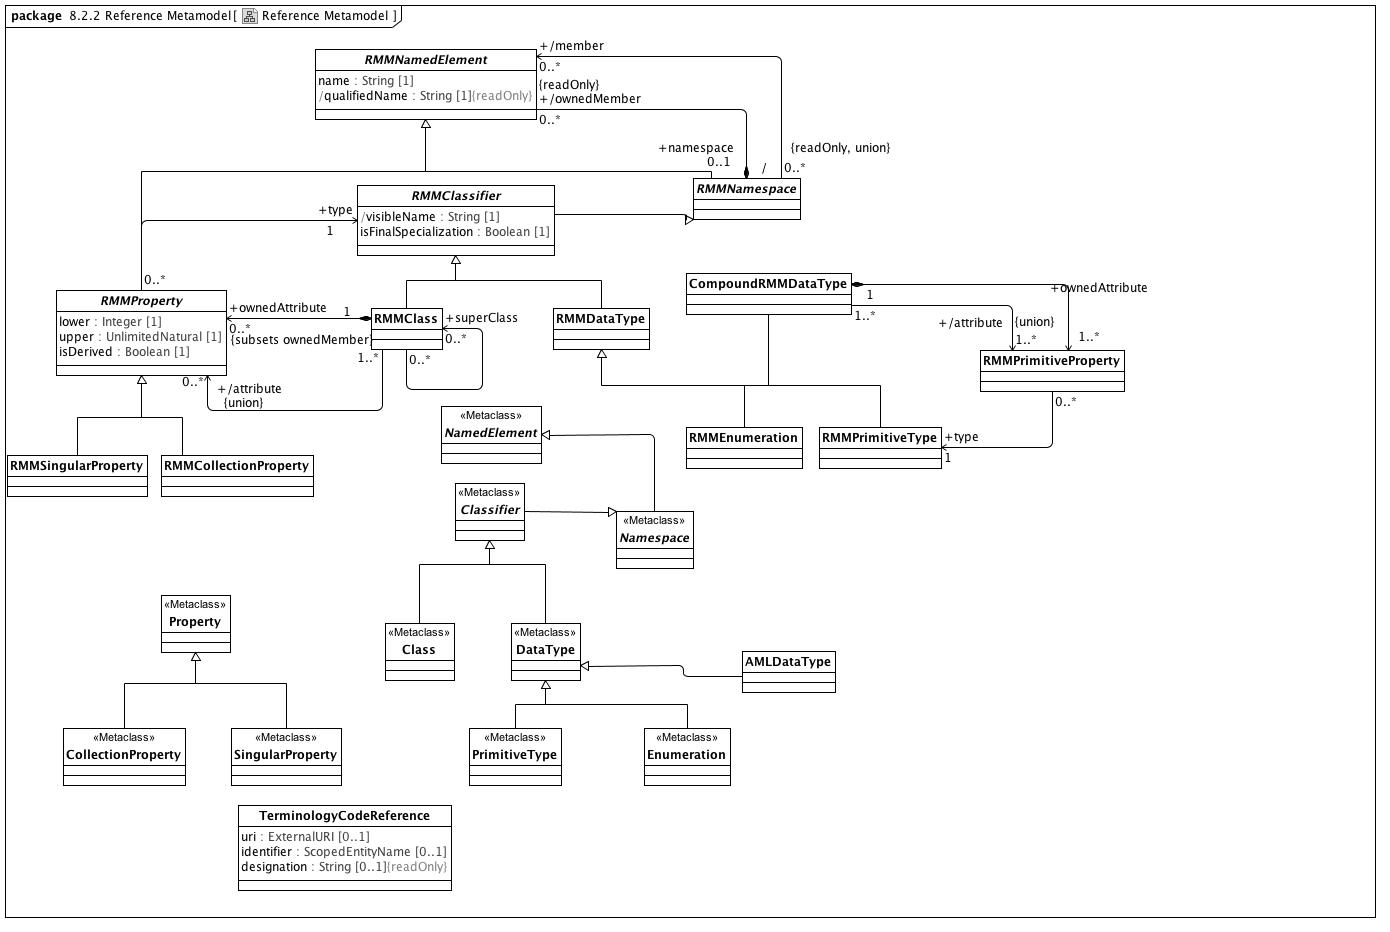 package 8.2.2 Reference Metamodel[ Reference Metamodel ]
+/member
RMMNamedElement
0..*
name : String [1]
{readOnly}
/qualifiedName : String [1]{readOnly}
+/ownedMember
0..*
+namespace
{readOnly, union}
0..1
/
0..*
RMMClassifier
RMMNamespace
+type
/visibleName : String [1]
1
isFinalSpecialization : Boolean [1]
0..*
CompoundRMMDataType
+ownedAttribute
1
RMMProperty
+ownedAttribute
1
RMMClass
+superClass
RMMDataType
1..*
lower : Integer [1]
0..*
+/attribute
{union}
upper : UnlimitedNatural [1]
{subsets ownedMember}
0..*
1..*
1..*
isDerived : Boolean [1]
1..*
0..*
RMMPrimitiveProperty
0..*
+/attribute
{union}
0..*
<<Metaclass>>
NamedElement
RMMEnumeration
RMMPrimitiveType
+type
1
RMMSingularProperty
RMMCollectionProperty
<<Metaclass>>
Classifier
<<Metaclass>>
Namespace
<<Metaclass>>
Property
<<Metaclass>>
Class
<<Metaclass>>
DataType
AMLDataType
<<Metaclass>>
CollectionProperty
<<Metaclass>>
SingularProperty
<<Metaclass>>
PrimitiveType
<<Metaclass>>
Enumeration
TerminologyCodeReference
uri : ExternalURI [0..1]
identifier : ScopedEntityName [0..1]
designation : String [0..1]{readOnly}